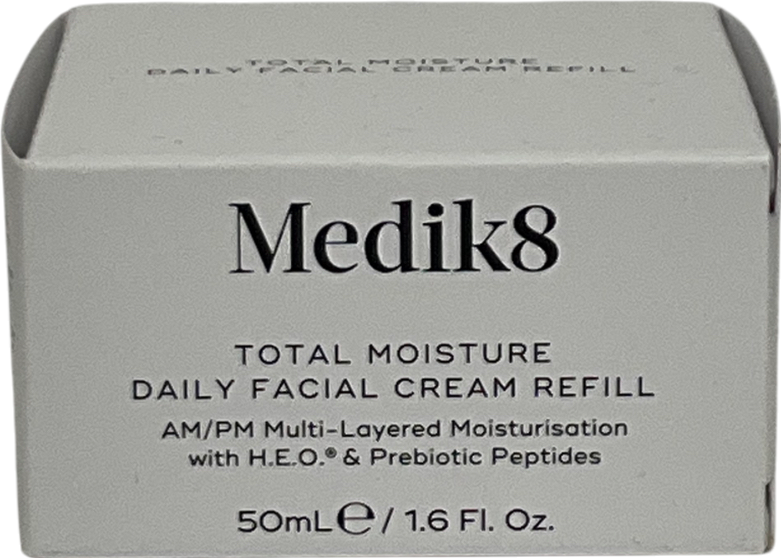 TOTAL MOISTURE
DAILY FACIAL CREAM REFILL
Medik8
TOTAL MOISTURE
DAILY FACIAL CREAM REFILL
AM/PM Multi-Layered Moisturisation
with H.E.O.® & Prebiotic Peptides
50mL℮ / 1.6 Fl. Oz.